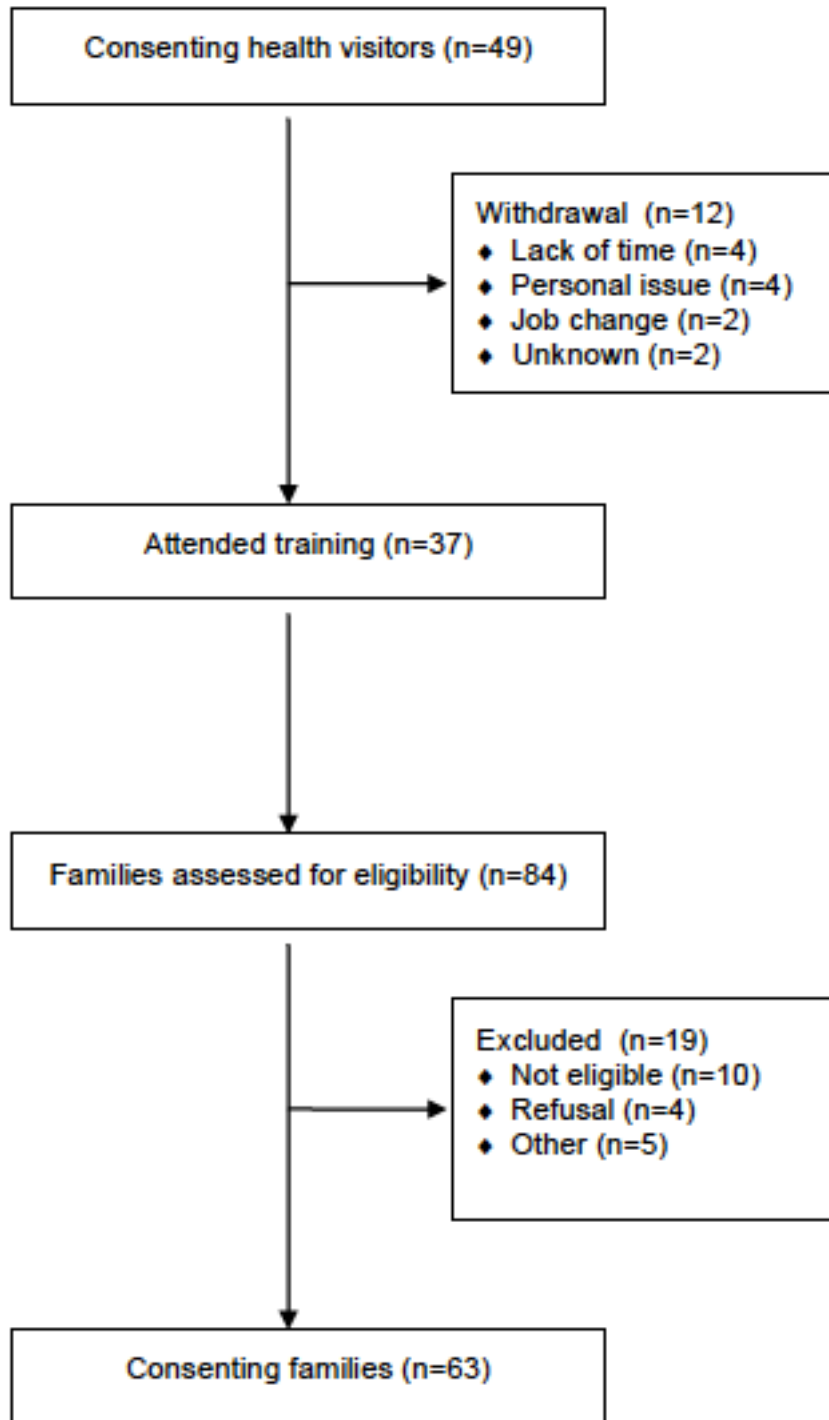 Consenting health visitors (n=49)
Withdrawal (n=12)
♦ Lack of time (n=4)
♦ Personal issue (n=4)
♦ Job change (n=2)
♦ Unknown (n=2)
Attended training (n=37)
Families assessed for eligibility (n=84)
Excluded (n=19)
♦ Not eligible (n=10)
♦ Refusal (n=4)
♦ Other (n=5)
Consenting families (n=63)